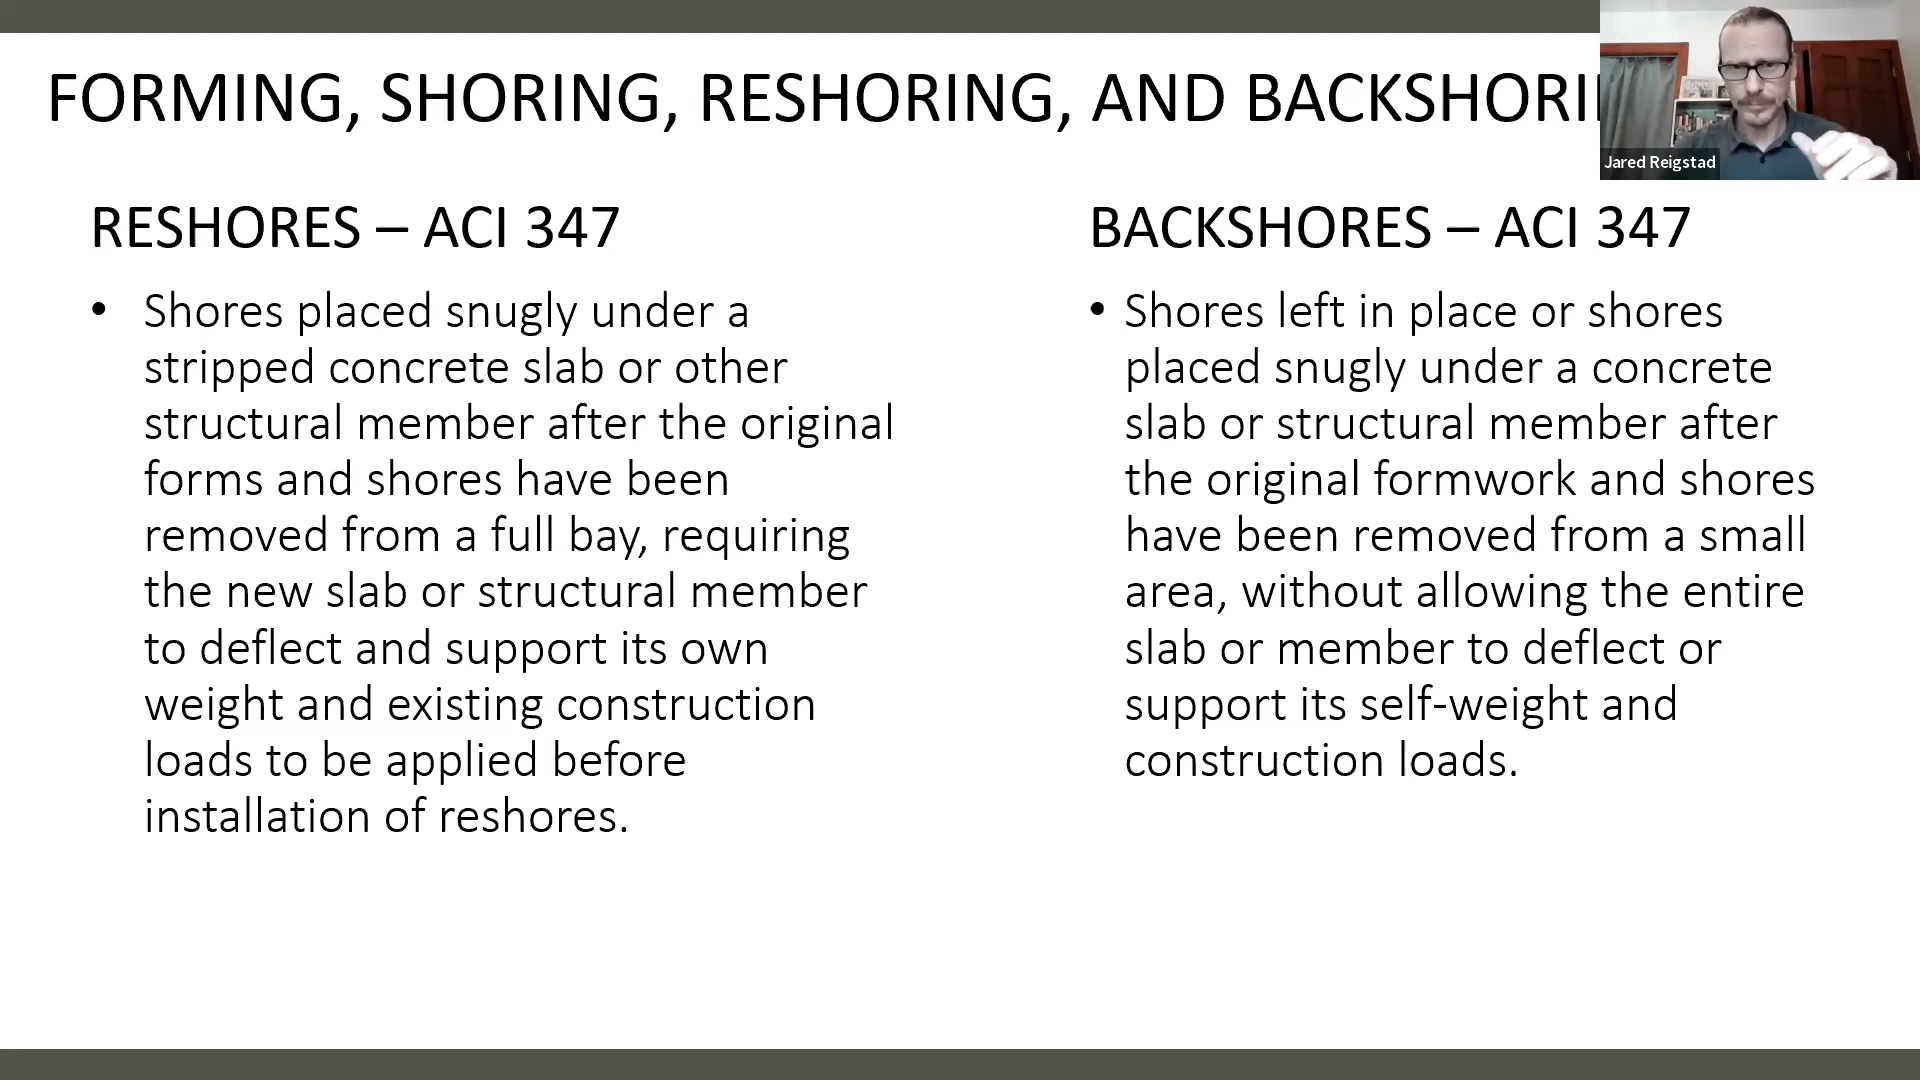 FORMING, SHORING, RESHORING, AND BACKSHORI
Jared Reigstad
RESHORES – ACI 347
• Shores placed snugly under a
stripped concrete slab or other
structural member after the original
forms and shores have been
removed from a full bay, requiring
the new slab or structural member
to deflect and support its own
weight and existing construction
loads to be applied before
installation of reshores.
BACKSHORES – ACI 347
• Shores left in place or shores
placed snugly under a concrete
slab or structural member after
the original formwork and shores
have been removed from a small
area, without allowing the entire
slab or member to deflect or
support its self-weight and
construction loads.